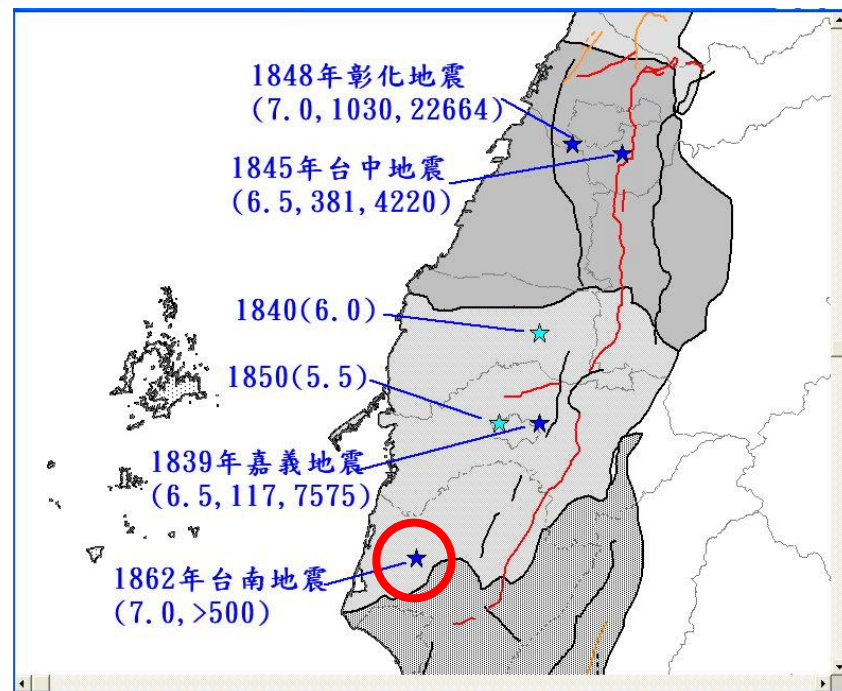 1848年彰化地震
(7.0,1030,22664)
1845年台中地震
(6.5,381,4220)
1840(6.0)
1850(5.5)
1839年嘉義地震
(6.5,117,7575)
1862年台南地震
(7.0,>500)